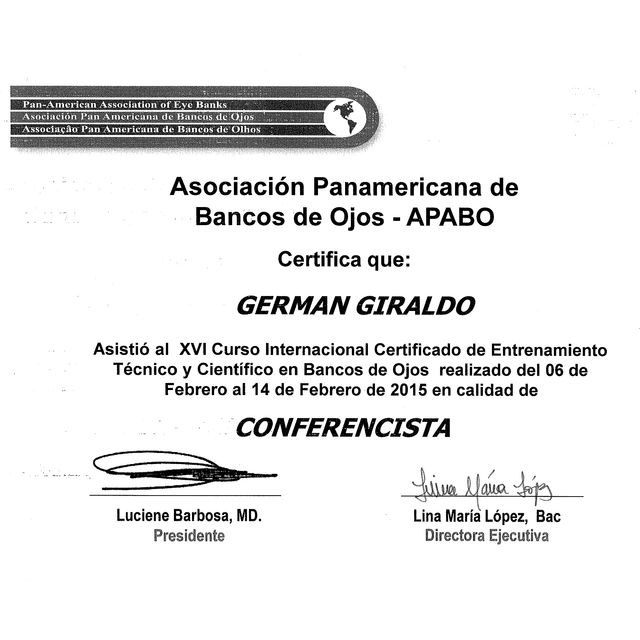 Pan-American Association of Eye Banks
Asociación Pan Americana de Bancos de Ojos
Associação Pan Americana de Bancos de Olhos
Asociación Panamericana de
Bancos de Ojos - APABO
Certifica que:
GERMAN GIRALDO
Asistió al XVI Curso Internacional Certificado de Entrenamiento
Técnico y Científico en Bancos de Ojos realizado del 06 de
Febrero al 14 de Febrero de 2015 en calidad de
CONFERENCISTA
Lina María López
Luciene Barbosa, MD.
Lina María López, Bac
Presidente
Directora Ejecutiva